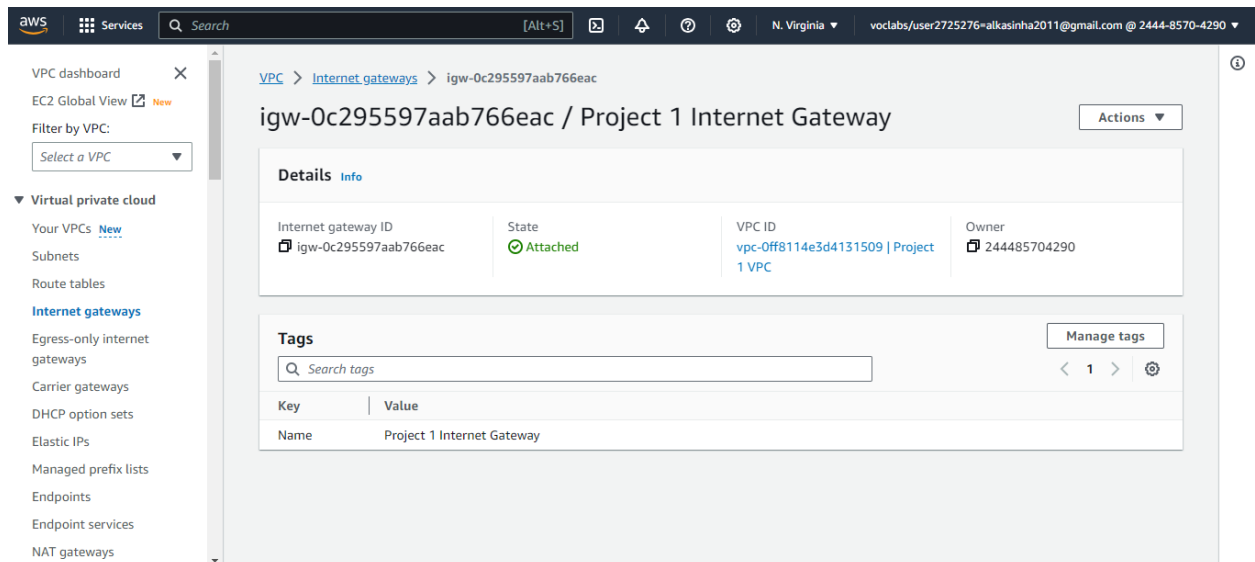 aws Services Search [Alt+S] N. Virginia voclabs/user2725276=alkasinha2011@gmail.com @ 2444-8570-4290
VPC dashboard
EC2 Global View New
Filter by VPC:
Select a VPC
Virtual private cloud
Your VPCs New
Subnets
Route tables
Internet gateways
Egress-only internet
gateways
Carrier gateways
DHCP option sets
Elastic IPs
Managed prefix lists
Endpoints
Endpoint services
NAT gateways
VPC > Internet gateways > igw-0c295597aab766eac
igw-0c295597aab766eac / Project 1 Internet Gateway
Actions
Details Info
Internet gateway ID
igw-0c295597aab766eac
State
Attached
VPC ID
vpc-0ff8114e3d4131509 | Project
1 VPC
Owner
244485704290
Tags
Manage tags
Search tags
1
Key Value
Name Project 1 Internet Gateway